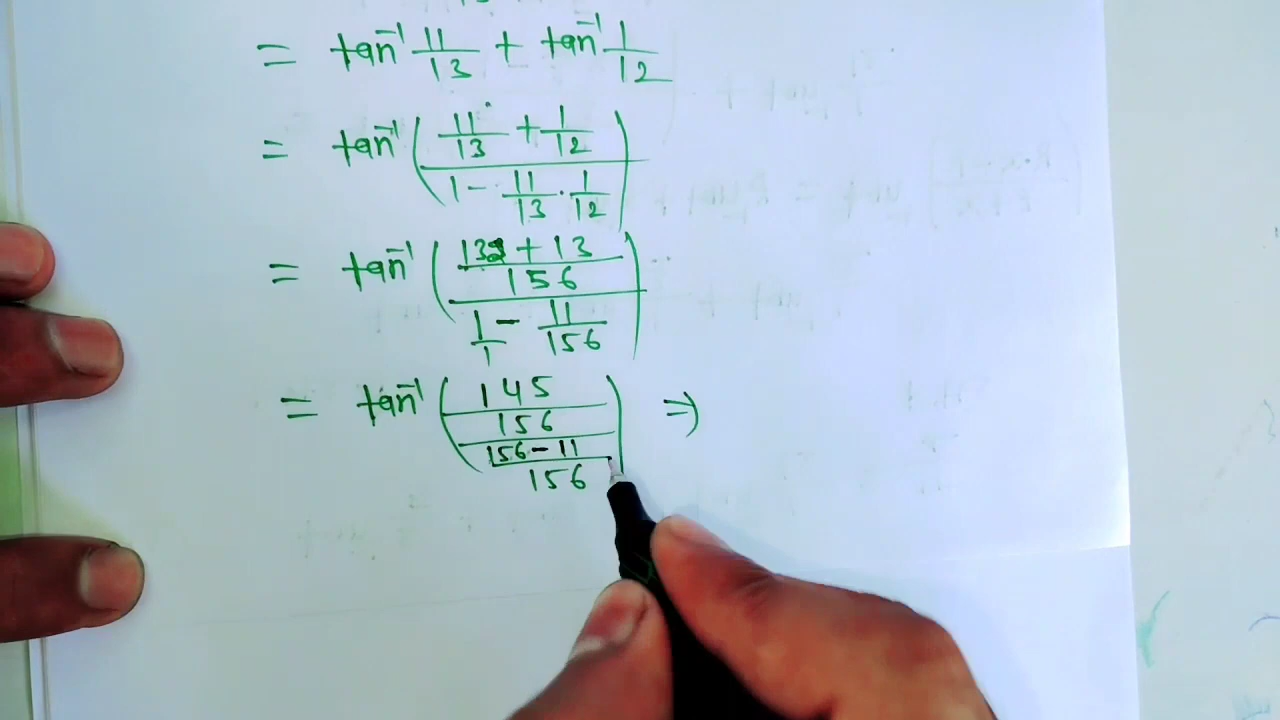 = tan⁻¹ 11/13 + tan⁻¹ 1/12
= tan⁻¹ ( (11/13 + 1/12) / (1 - 11/13 · 1/12) )
= tan⁻¹ ( ((132 + 13)/156) / (1/1 - 11/156) )
= tan⁻¹ ( (145/156) / ((156 - 11)/156) ) ⇒